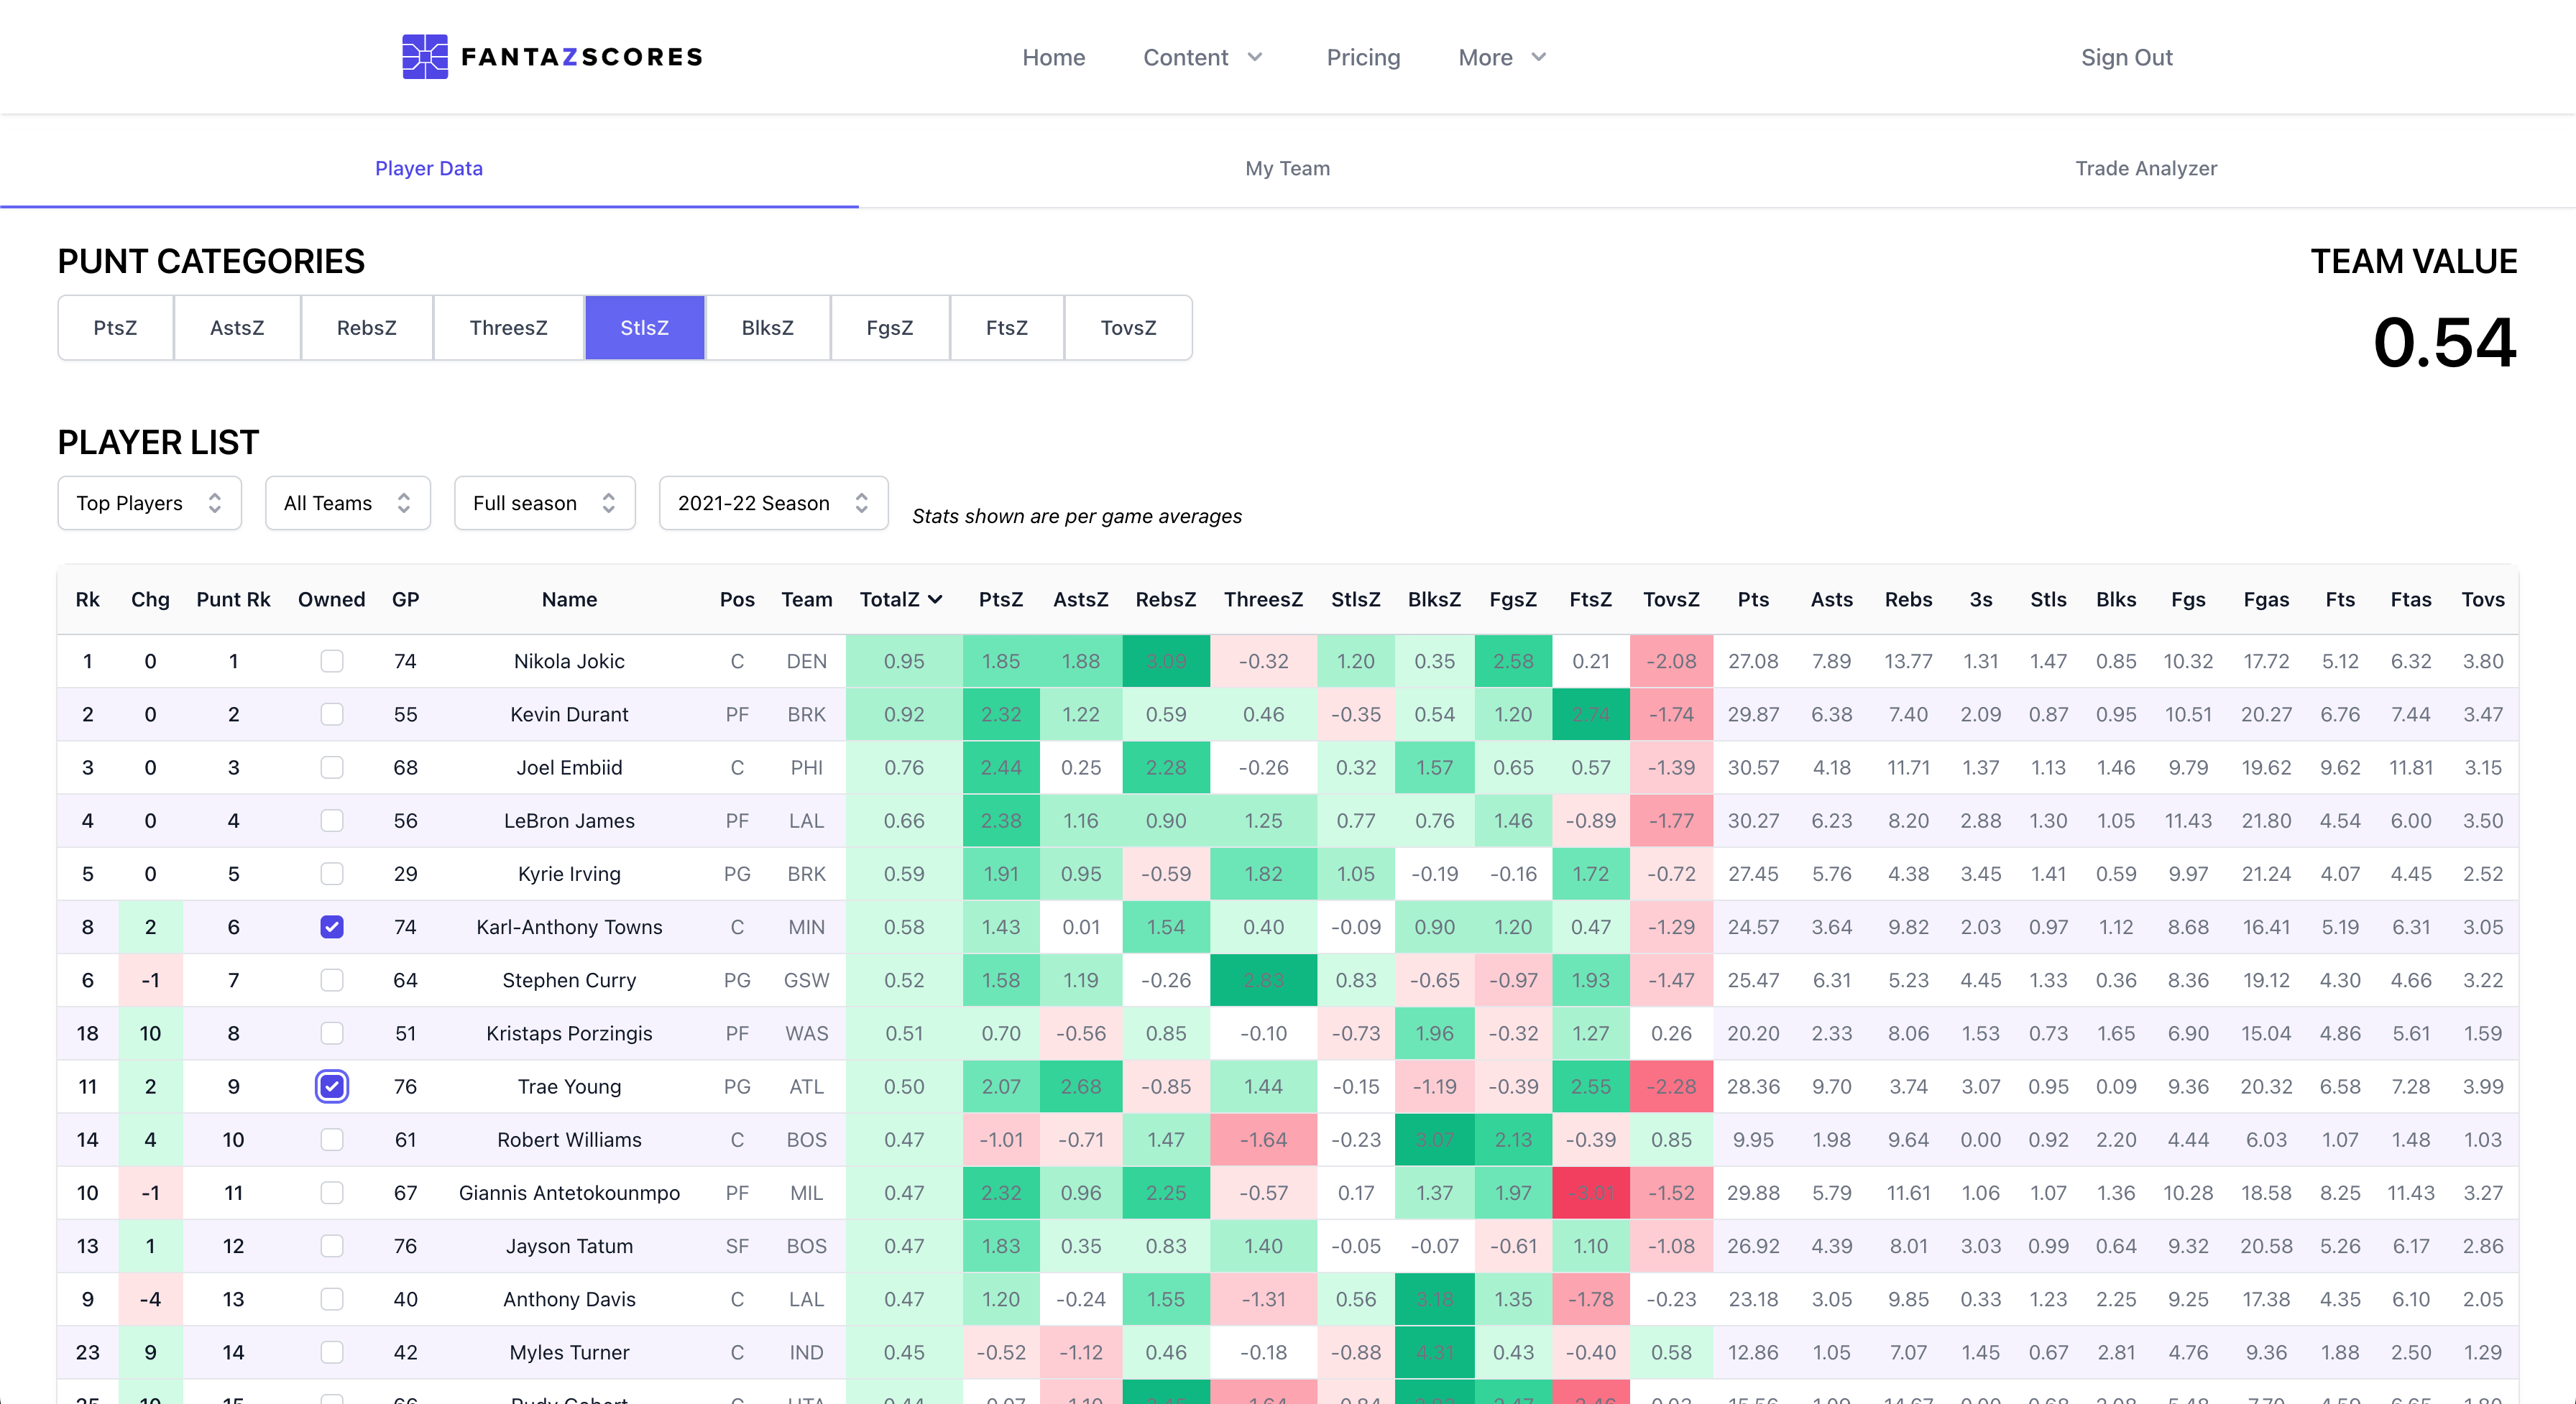 FANTAZSCORES
Home Content Pricing More Sign Out
Player Data My Team Trade Analyzer
PUNT CATEGORIES TEAM VALUE
PtsZ AstsZ RebsZ ThreesZ StlsZ BlksZ FgsZ FtsZ TovsZ
0.54
PLAYER LIST
Top Players All Teams Full season 2021-22 Season Stats shown are per game averages
Rk Chg Punt Rk Owned GP Name Pos Team TotalZ PtsZ AstsZ RebsZ ThreesZ StlsZ BlksZ FgsZ FtsZ TovsZ Pts Asts Rebs 3s Stls Blks Fgs Fgas Fts Ftas Tovs
1 0 1 74 Nikola Jokic C DEN 0.95 1.85 1.88 3.09 -0.32 1.20 0.35 2.58 0.21 -2.08 27.08 7.89 13.77 1.31 1.47 0.85 10.32 17.72 5.12 6.32 3.80
2 0 2 55 Kevin Durant PF BRK 0.92 2.32 1.22 0.59 0.46 -0.35 0.54 1.20 2.74 -1.74 29.87 6.38 7.40 2.09 0.87 0.95 10.51 20.27 6.76 7.44 3.47
3 0 3 68 Joel Embiid C PHI 0.76 2.44 0.25 2.28 -0.26 0.32 1.57 0.65 0.57 -1.39 30.57 4.18 11.71 1.37 1.13 1.46 9.79 19.62 9.62 11.81 3.15
4 0 4 56 LeBron James PF LAL 0.66 2.38 1.16 0.90 1.25 0.77 0.76 1.46 -0.89 -1.77 30.27 6.23 8.20 2.88 1.30 1.05 11.43 21.80 4.54 6.00 3.50
5 0 5 29 Kyrie Irving PG BRK 0.59 1.91 0.95 -0.59 1.82 1.05 -0.19 -0.16 1.72 -0.72 27.45 5.76 4.38 3.45 1.41 0.59 9.97 21.24 4.07 4.45 2.52
8 2 6 74 Karl-Anthony Towns C MIN 0.58 1.43 0.01 1.54 0.40 -0.09 0.90 1.20 0.47 -1.29 24.57 3.64 9.82 2.03 0.97 1.12 8.68 16.41 5.19 6.31 3.05
6 -1 7 64 Stephen Curry PG GSW 0.52 1.58 1.19 -0.26 2.83 0.83 -0.65 -0.97 1.93 -1.47 25.47 6.31 5.23 4.45 1.33 0.36 8.36 19.12 4.30 4.66 3.22
18 10 8 51 Kristaps Porzingis PF WAS 0.51 0.70 -0.56 0.85 -0.10 -0.73 1.96 -0.32 1.27 0.26 20.20 2.33 8.06 1.53 0.73 1.65 6.90 15.04 4.86 5.61 1.59
11 2 9 76 Trae Young PG ATL 0.50 2.07 2.68 -0.85 1.44 -0.15 -1.19 -0.39 2.55 -2.28 28.36 9.70 3.74 3.07 0.95 0.09 9.36 20.32 6.58 7.28 3.99
14 4 10 61 Robert Williams C BOS 0.47 -1.01 -0.71 1.47 -1.64 -0.23 3.07 2.13 -0.39 0.85 9.95 1.98 9.64 0.00 0.92 2.20 4.44 6.03 1.07 1.48 1.03
10 -1 11 67 Giannis Antetokounmpo PF MIL 0.47 2.32 0.96 2.25 -0.57 0.17 1.37 1.97 -3.01 -1.52 29.88 5.79 11.61 1.06 1.07 1.36 10.28 18.58 8.25 11.43 3.27
13 1 12 76 Jayson Tatum SF BOS 0.47 1.83 0.35 0.83 1.40 -0.05 -0.07 -0.61 1.10 -1.08 26.92 4.39 8.01 3.03 0.99 0.64 9.32 20.58 5.26 6.17 2.86
9 -4 13 40 Anthony Davis C LAL 0.47 1.20 -0.24 1.55 -1.31 0.56 3.18 1.35 -1.78 -0.23 23.18 3.05 9.85 0.33 1.23 2.25 9.25 17.38 4.35 6.10 2.05
23 9 14 42 Myles Turner C IND 0.45 -0.52 -1.12 0.46 -0.18 -0.88 4.31 0.43 -0.40 0.58 12.86 1.05 7.07 1.45 0.67 2.81 4.76 9.36 1.88 2.50 1.29